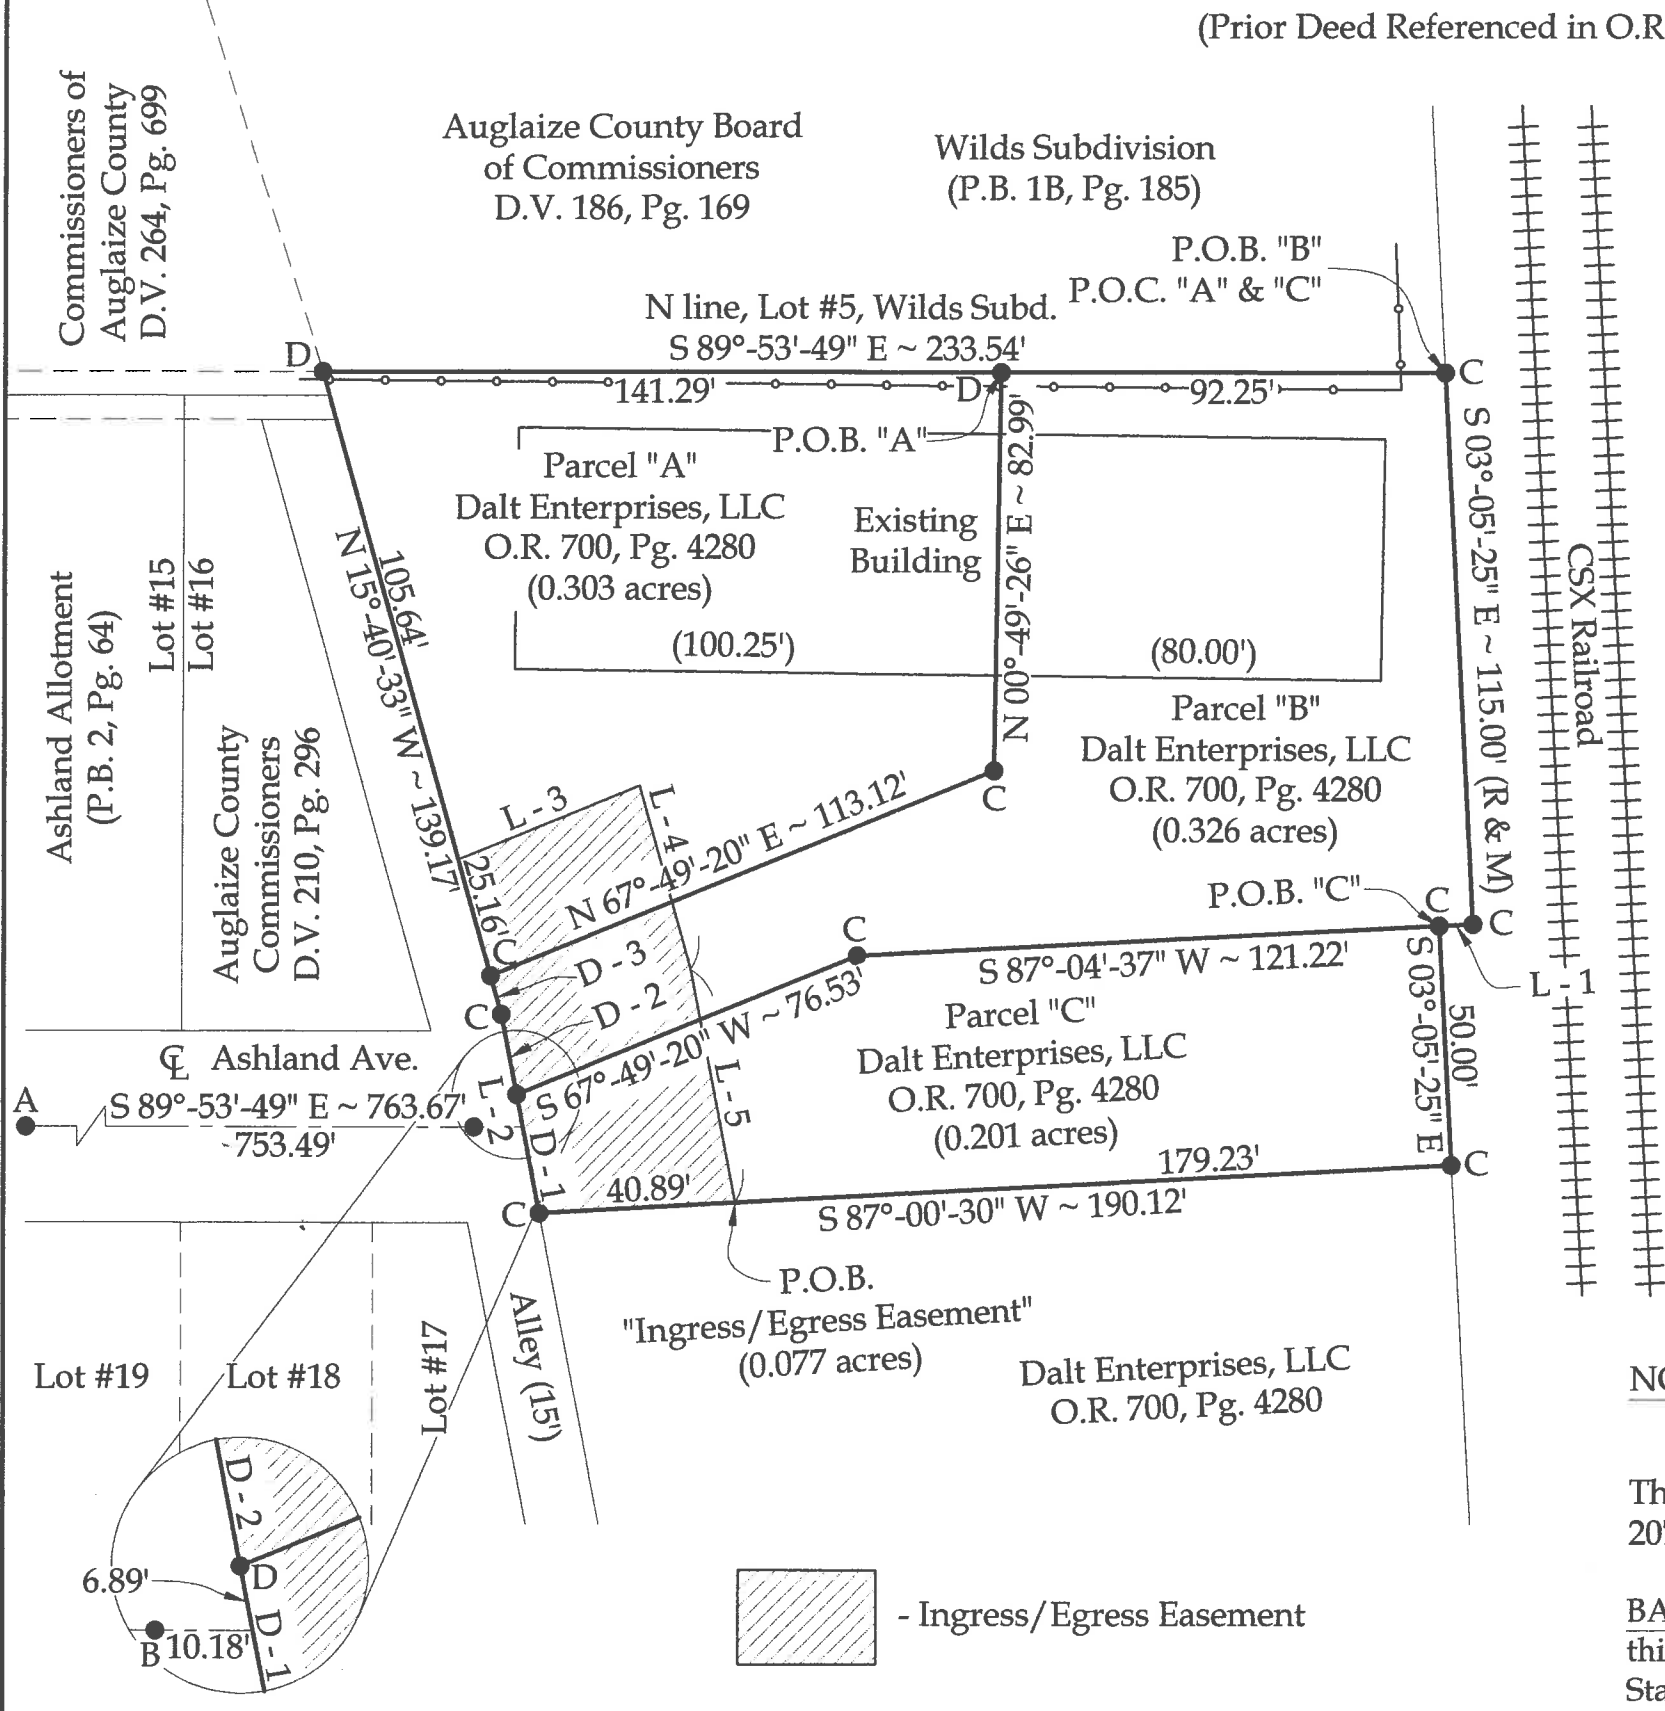 (Prior Deed Referenced in O.R
Commissioners of
Auglaize County
D.V. 264, Pg. 699
Auglaize County Board
of Commissioners
D.V. 186, Pg. 169
Wilds Subdivision
(P.B. 1B, Pg. 185)
P.O.B. "B"
P.O.C. "A" & "C"
N line, Lot #5, Wilds Subd.
S 89°-53'-49" E ~ 233.54'
D
141.29'
D
92.25'
C
P.O.B. "A"
Parcel "A"
Dalt Enterprises, LLC
O.R. 700, Pg. 4280
(0.303 acres)
Existing
Building
N 00°-49'-26" E ~ 82.99'
S 03°-05'-25" E ~ 115.00' (R & M)
CSX Railroad
(100.25')
(80.00')
105.64'
N 15°-40'-33" W ~ 139.17'
Lot #15
Lot #16
Ashland Allotment
(P.B. 2, Pg. 64)
Auglaize County
Commissioners
D.V. 210, Pg. 296
Parcel "B"
Dalt Enterprises, LLC
O.R. 700, Pg. 4280
(0.326 acres)
L - 3
L - 4
25.16'
N 67°-49'-20" E ~ 113.12'
C
P.O.B. "C"
C
C
C
C
D - 3
C
D - 2
S 87°-04'-37" W ~ 121.22'
L - 1
S 67°-49'-20" W ~ 76.53'
Parcel "C"
Dalt Enterprises, LLC
O.R. 700, Pg. 4280
(0.201 acres)
S 03°-05'-25" E
50.00'
CL Ashland Ave.
A
S 89°-53'-49" E ~ 763.67'
753.49'
L - 2
D - 1
L - 5
C
40.89'
179.23'
S 87°-00'-30" W ~ 190.12'
C
P.O.B.
"Ingress/Egress Easement"
(0.077 acres)
Alley (15')
Dalt Enterprises, LLC
O.R. 700, Pg. 4280
Lot #19
Lot #18
Lot #17
D - 2
D
6.89'
B
10.18'
D - 1
- Ingress/Egress Easement
NO
Th
20'
BA
thi
Sta